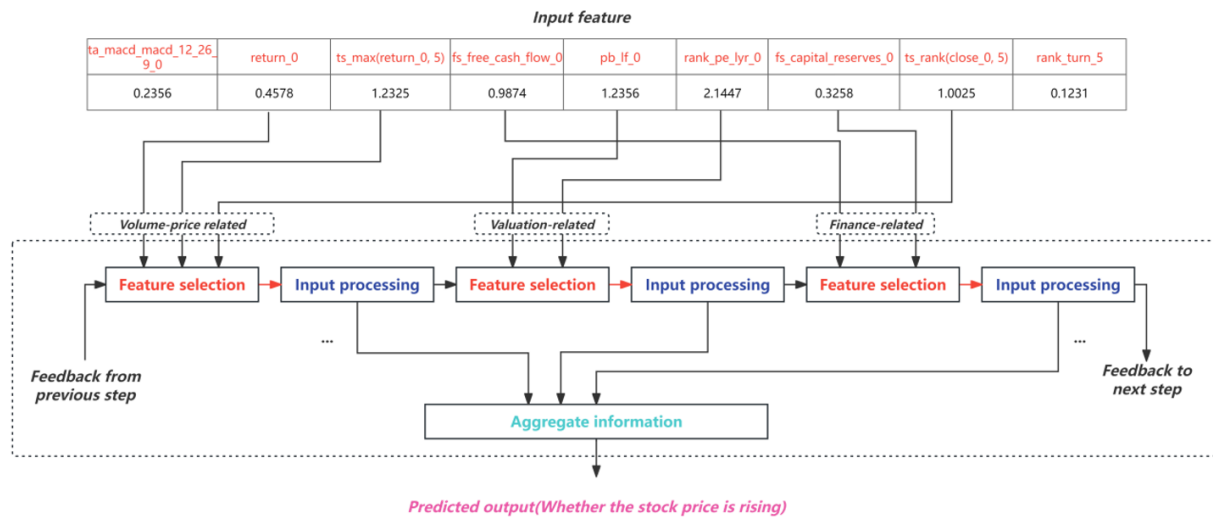 Input feature
ta_macd_macd_12_26_
9_0
return_0
ts_max(return_0, 5)
fs_free_cash_flow_0
pb_lf_0
rank_pe_lyr_0
fs_capital_reserves_0
ts_rank(close_0, 5)
rank_turn_5
0.2356
0.4578
1.2325
0.9874
1.2356
2.1447
0.3258
1.0025
0.1231
Volume-price related
Valuation-related
Finance-related
Feature selection
Input processing
Feature selection
Input processing
Feature selection
Input processing
...
...
Feedback from
previous step
Feedback to
next step
Aggregate information
Predicted output(Whether the stock price is rising)